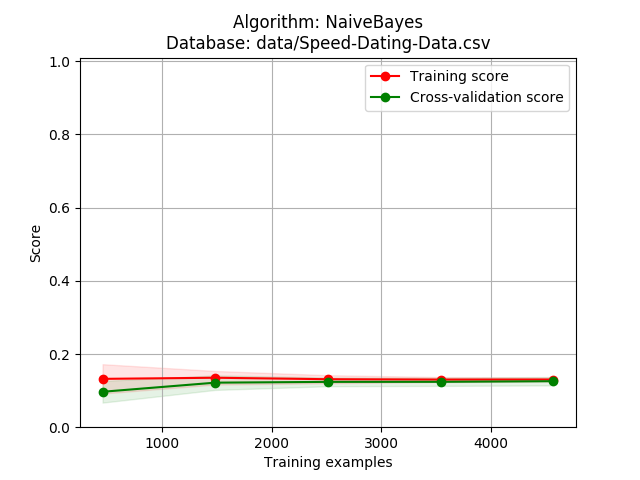 Algorithm: NaiveBayes
Database: data/Speed-Dating-Data.csv
1.0
0.8
0.6
0.4
0.2
0.0
Score
Training score
Cross-validation score
1000 2000 3000 4000
Training examples